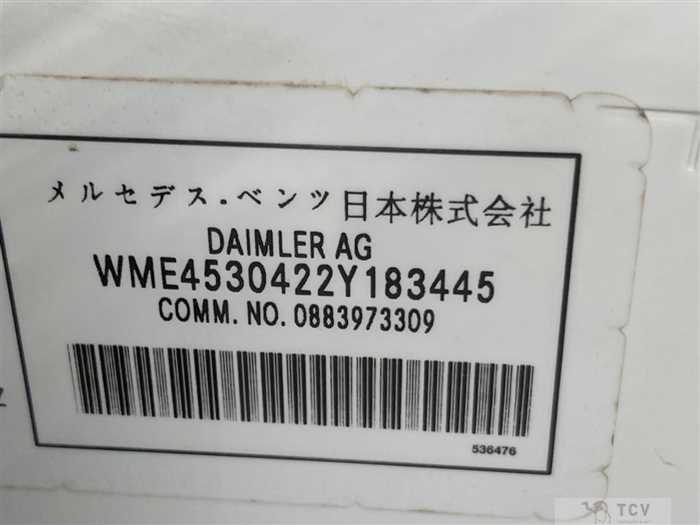 メルセデス・ベンツ日本株式会社
DAIMLER AG
WME4530422Y183445
COMM. NO. 0883973309
536476
TCV